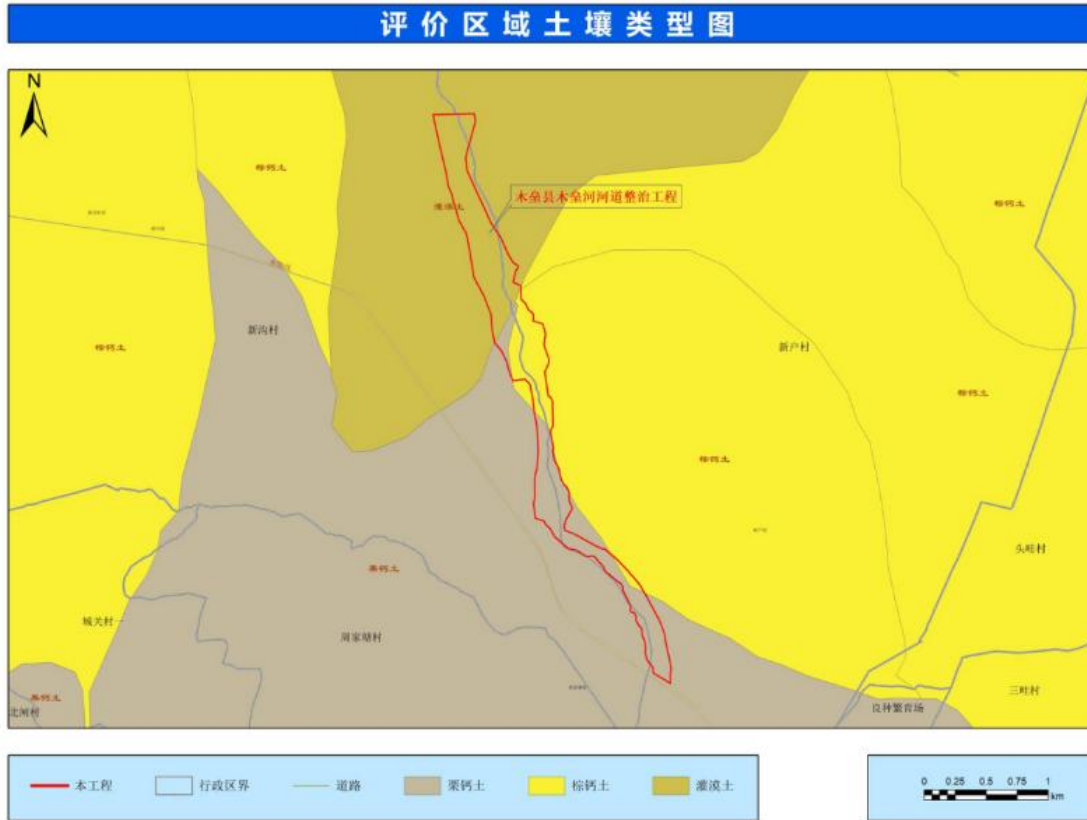 评价区域土壤类型图
N
棕钙土
棕钙土
灌漠土
木垒县木垒河河道整治工程
新沟村
新户村
棕钙土
棕钙土
棕钙土
头畦村
栗钙土
城关村
周家塘村
栗钙土
三畦村
北闸村
良种繁育场
本工程
行政区界
道路
栗钙土
棕钙土
灌漠土
0 0.25 0.5 0.75 1
km